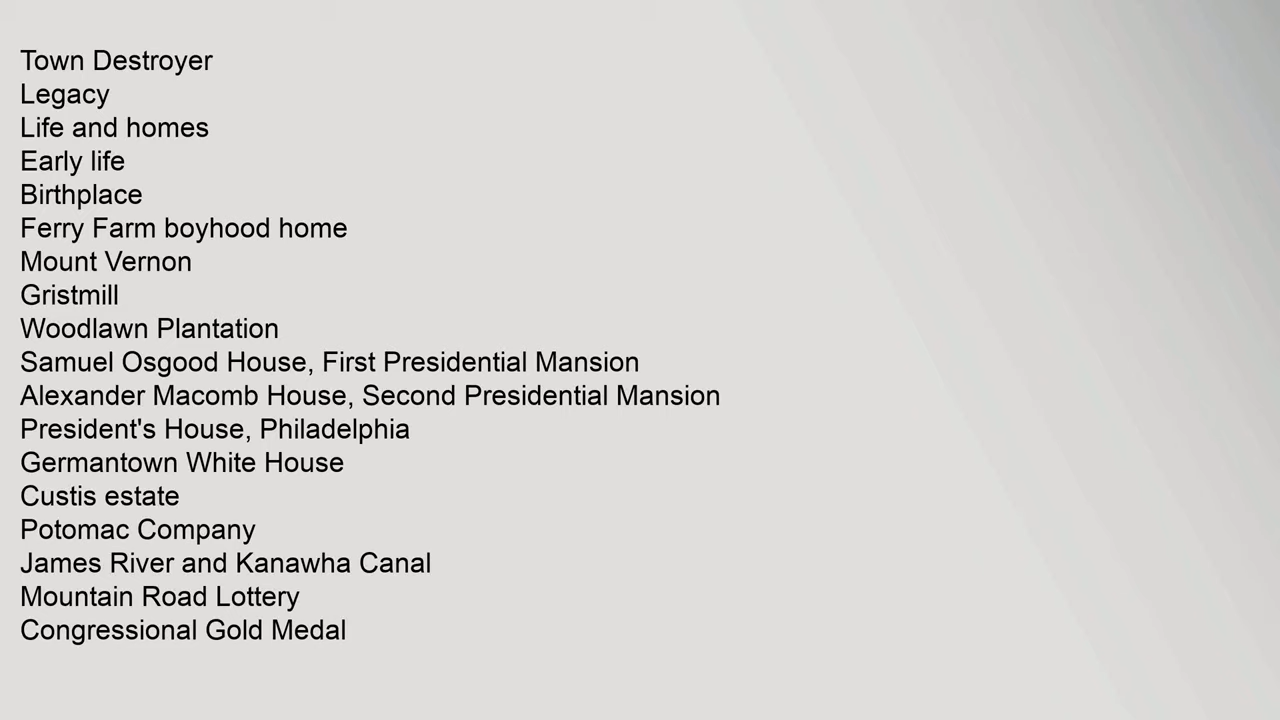 Town Destroyer
Legacy
Life and homes
Early life
Birthplace
Ferry Farm boyhood home
Mount Vernon
Gristmill
Woodlawn Plantation
Samuel Osgood House, First Presidential Mansion
Alexander Macomb House, Second Presidential Mansion
President's House, Philadelphia
Germantown White House
Custis estate
Potomac Company
James River and Kanawha Canal
Mountain Road Lottery
Congressional Gold Medal